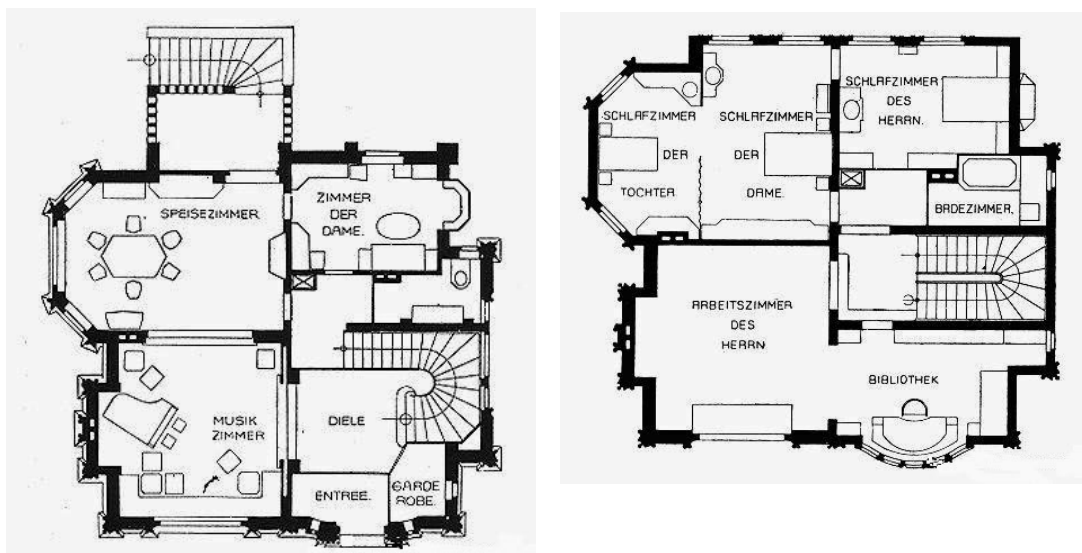 SPEISEZIMMER.
ZIMMER
DER
DAME.
MUSIK
ZIMMER
DIELE
ENTREE.
GARDE
ROBE.
SCHLAFZIMMER
DER
TOCHTER
SCHLAFZIMMER
DER
DAME.
SCHLAFZIMMER
DES
HERRN.
BADEZIMMER.
ARBEITSZIMMER
DES
HERRN
BIBLIOTHEK